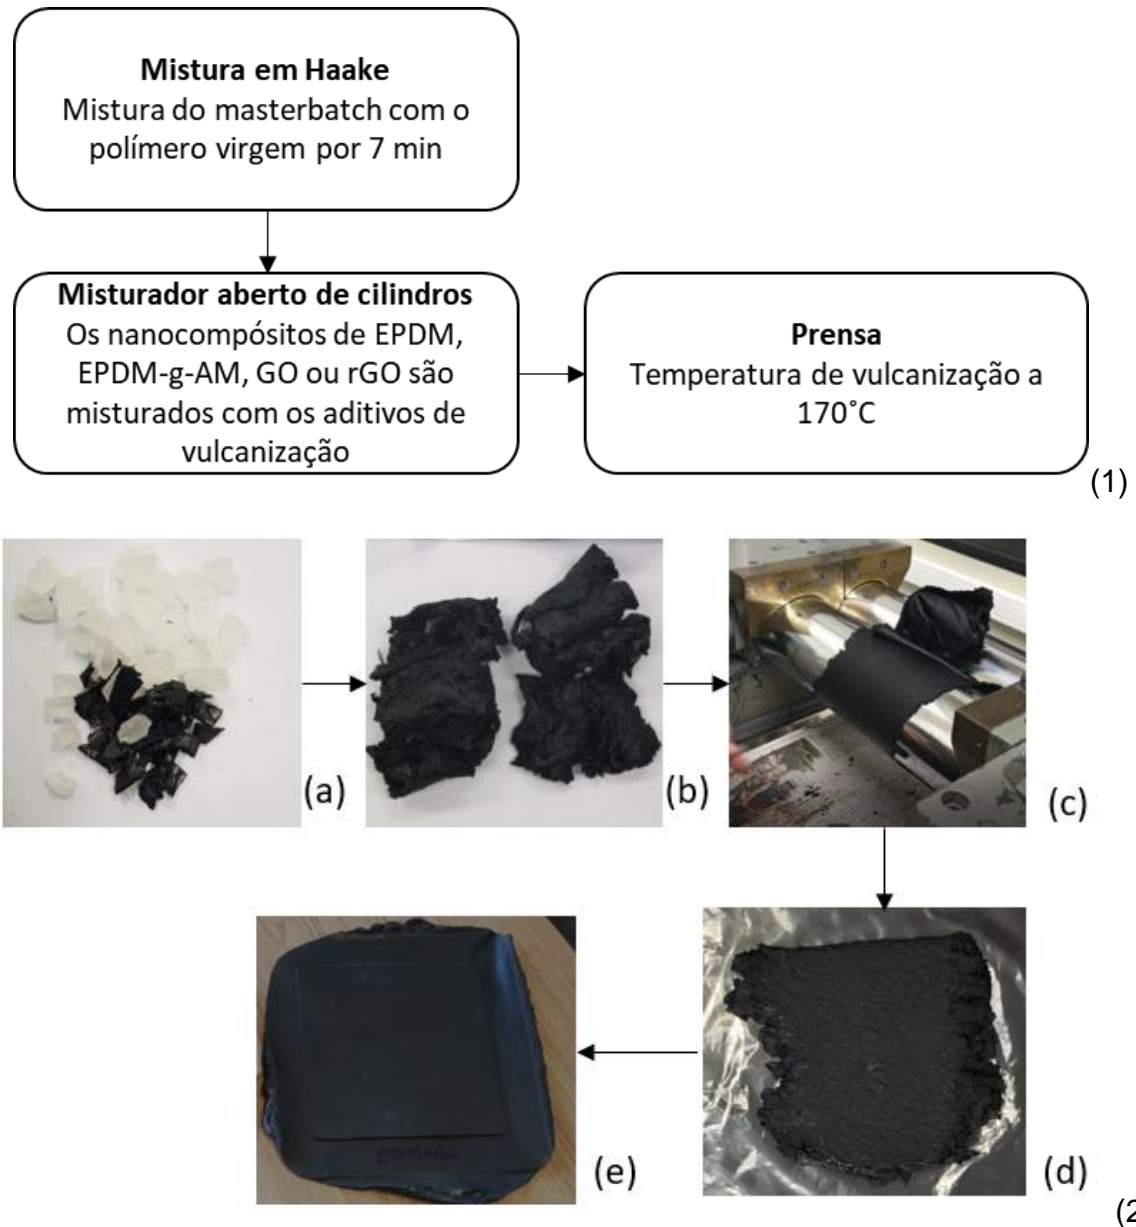 Mistura em Haake
Mistura do masterbatch com o
polímero virgem por 7 min
Misturador aberto de cilindros
Os nanocompósitos de EPDM,
EPDM-g-AM, GO ou rGO são
misturados com os aditivos de
vulcanização
Prensa
Temperatura de vulcanização a
170˚C
(1)
(a)
(b)
(c)
(e)
(d)
(2